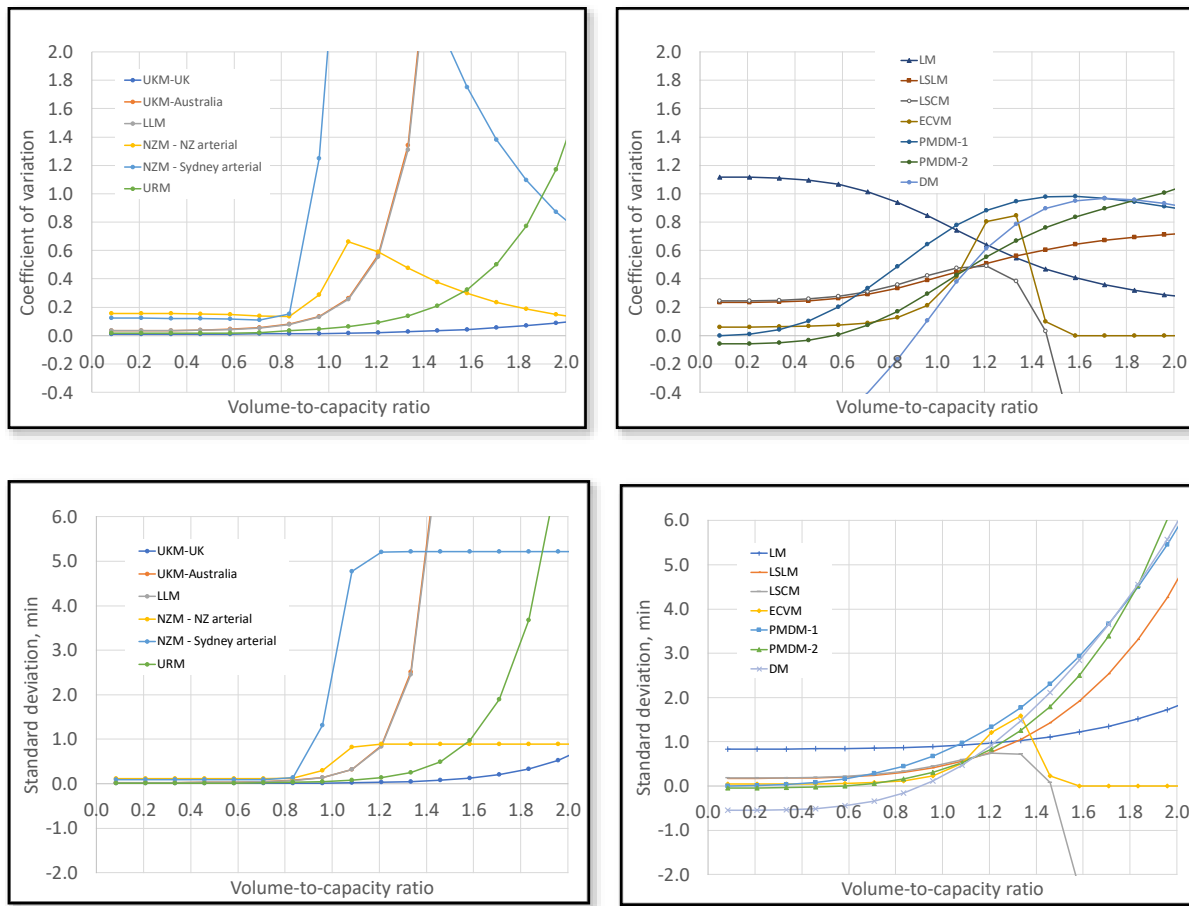 2.0
1.8
1.6
1.4
1.2
1.0
0.8
0.6
0.4
0.2
0.0
-0.2
-0.4
Coefficient of variation
UKM-UK
UKM-Australia
LLM
NZM - NZ arterial
NZM - Sydney arterial
URM
0.0 0.2 0.4 0.6 0.8 1.0 1.2 1.4 1.6 1.8 2.0
Volume-to-capacity ratio
2.0
1.8
1.6
1.4
1.2
1.0
0.8
0.6
0.4
0.2
0.0
-0.2
-0.4
Coefficient of variation
LM
LSLM
LSCM
ECVM
PMDM-1
PMDM-2
DM
0.0 0.2 0.4 0.6 0.8 1.0 1.2 1.4 1.6 1.8 2.0
Volume-to-capacity ratio
6.0
5.0
4.0
3.0
2.0
1.0
0.0
-1.0
-2.0
Standard deviation, min
UKM-UK
UKM-Australia
LLM
NZM - NZ arterial
NZM - Sydney arterial
URM
0.0 0.2 0.4 0.6 0.8 1.0 1.2 1.4 1.6 1.8 2.0
Volume-to-capacity ratio
6.0
5.0
4.0
3.0
2.0
1.0
0.0
-1.0
-2.0
Standard deviation, min
LM
LSLM
LSCM
ECVM
PMDM-1
PMDM-2
DM
0.0 0.2 0.4 0.6 0.8 1.0 1.2 1.4 1.6 1.8 2.0
Volume-to-capacity ratio